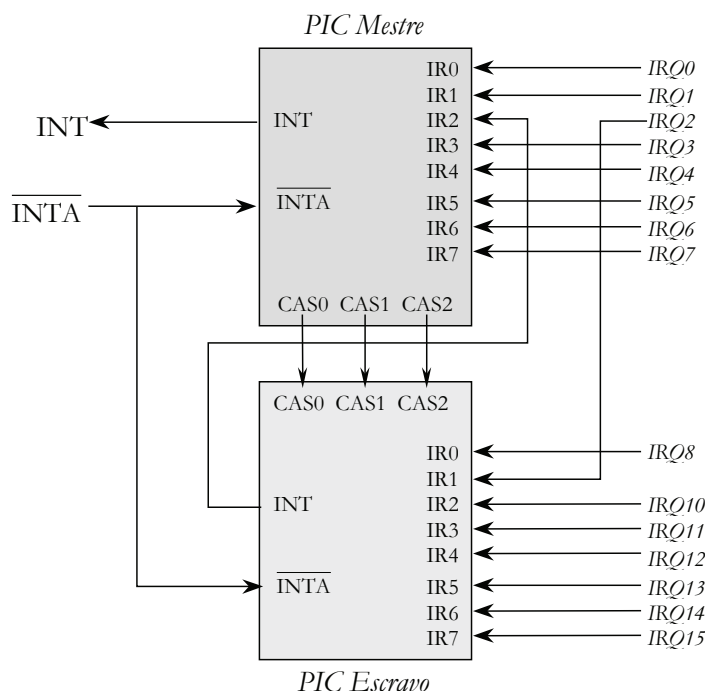 PIC Mestre
IR0 IRQ0
IR1 IRQ1
INT INT IR2 IRQ2
IR3 IRQ3
IR4 IRQ4
INTA INTA IR5 IRQ5
IR6 IRQ6
IR7 IRQ7
CAS0 CAS1 CAS2
CAS0 CAS1 CAS2
IR0 IRQ8
IR1
INT IR2 IRQ10
IR3 IRQ11
IR4 IRQ12
INTA IR5 IRQ13
IR6 IRQ14
IR7 IRQ15
PIC Escravo